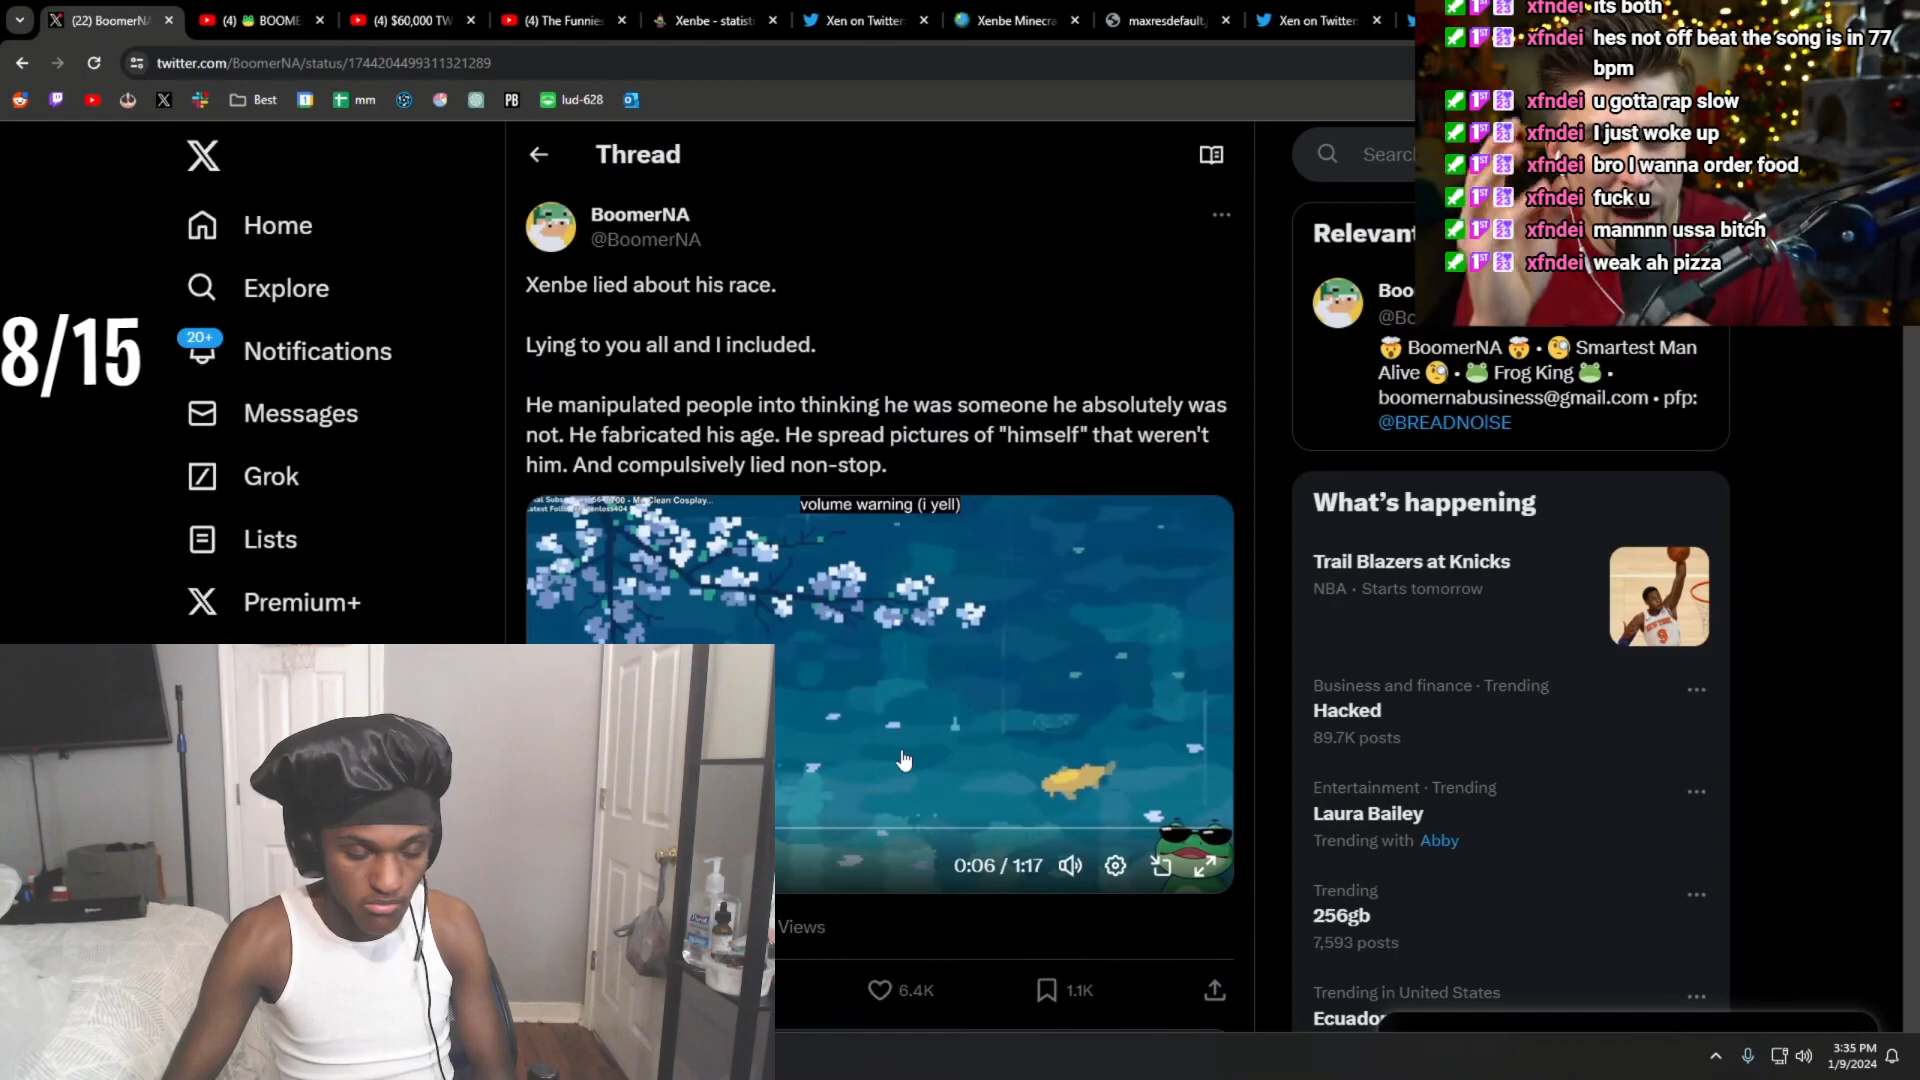 (22) BoomerN
(4) 🐸 BOOME
(4) $60,000 TW
(4) The Funnies
Xenbe - statisti
Xen on Twitter:
Xenbe Minecra
maxresdefault.j
Xen on Twitter:
twitter.com/BoomerNA/status/1744204499311321289
Best
mm
PB
lud-628
its both
xfndei hes not off beat the song is in 77
bpm
xfndei u gotta rap slow
xfndei I just woke up
xfndei bro I wanna order food
xfndei fuck u
xfndei mannnn ussa bitch
xfndei weak ah pizza
8/15
Home
Explore
20+
Notifications
Messages
Grok
Lists
Premium+
Thread
BoomerNA
@BoomerNA
Xenbe lied about his race.
Lying to you all and I included.
He manipulated people into thinking he was someone he absolutely was
not. He fabricated his age. He spread pictures of "himself" that weren't
him. And compulsively lied non-stop.
volume warning (i yell)
0:06 / 1:17
Views
6.4K
1.1K
Searc
Relevan
Boo
🤯 BoomerNA 🤯 • 🧐 Smartest Man
Alive 🧐 • 🐸 Frog King 🐸 •
boomernabusiness@gmail.com • pfp:
@BREADNOISE
What's happening
Trail Blazers at Knicks
NBA · Starts tomorrow
Business and finance · Trending
Hacked
89.7K posts
Entertainment · Trending
Laura Bailey
Trending with Abby
Trending
256gb
7,593 posts
Trending in United States
Ecuador
3:35 PM
1/9/2024